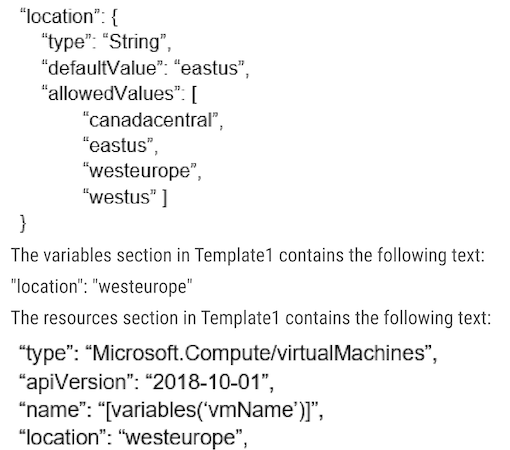 “location”: {
“type”: “String”,
“defaultValue”: “eastus”,
“allowedValues”: [
“canadacentral”,
“eastus”,
“westeurope”,
“westus” ]
}
The variables section in Template1 contains the following text:
"location": "westeurope"
The resources section in Template1 contains the following text:
“type”: “Microsoft.Compute/virtualMachines”,
“apiVersion”: “2018-10-01”,
“name”: “[variables(‘vmName’)]”,
“location”: “westeurope”,